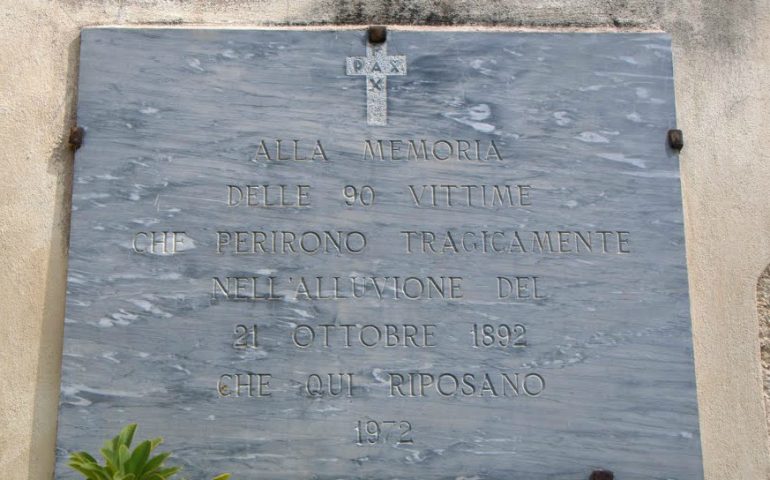 PAX
ALLA MEMORIA
DELLE 90 VITTIME
CHE PERIRONO TRAGICAMENTE
NELL'ALLUVIONE DEL
21 OTTOBRE 1892
CHE QUI RIPOSANO
1972